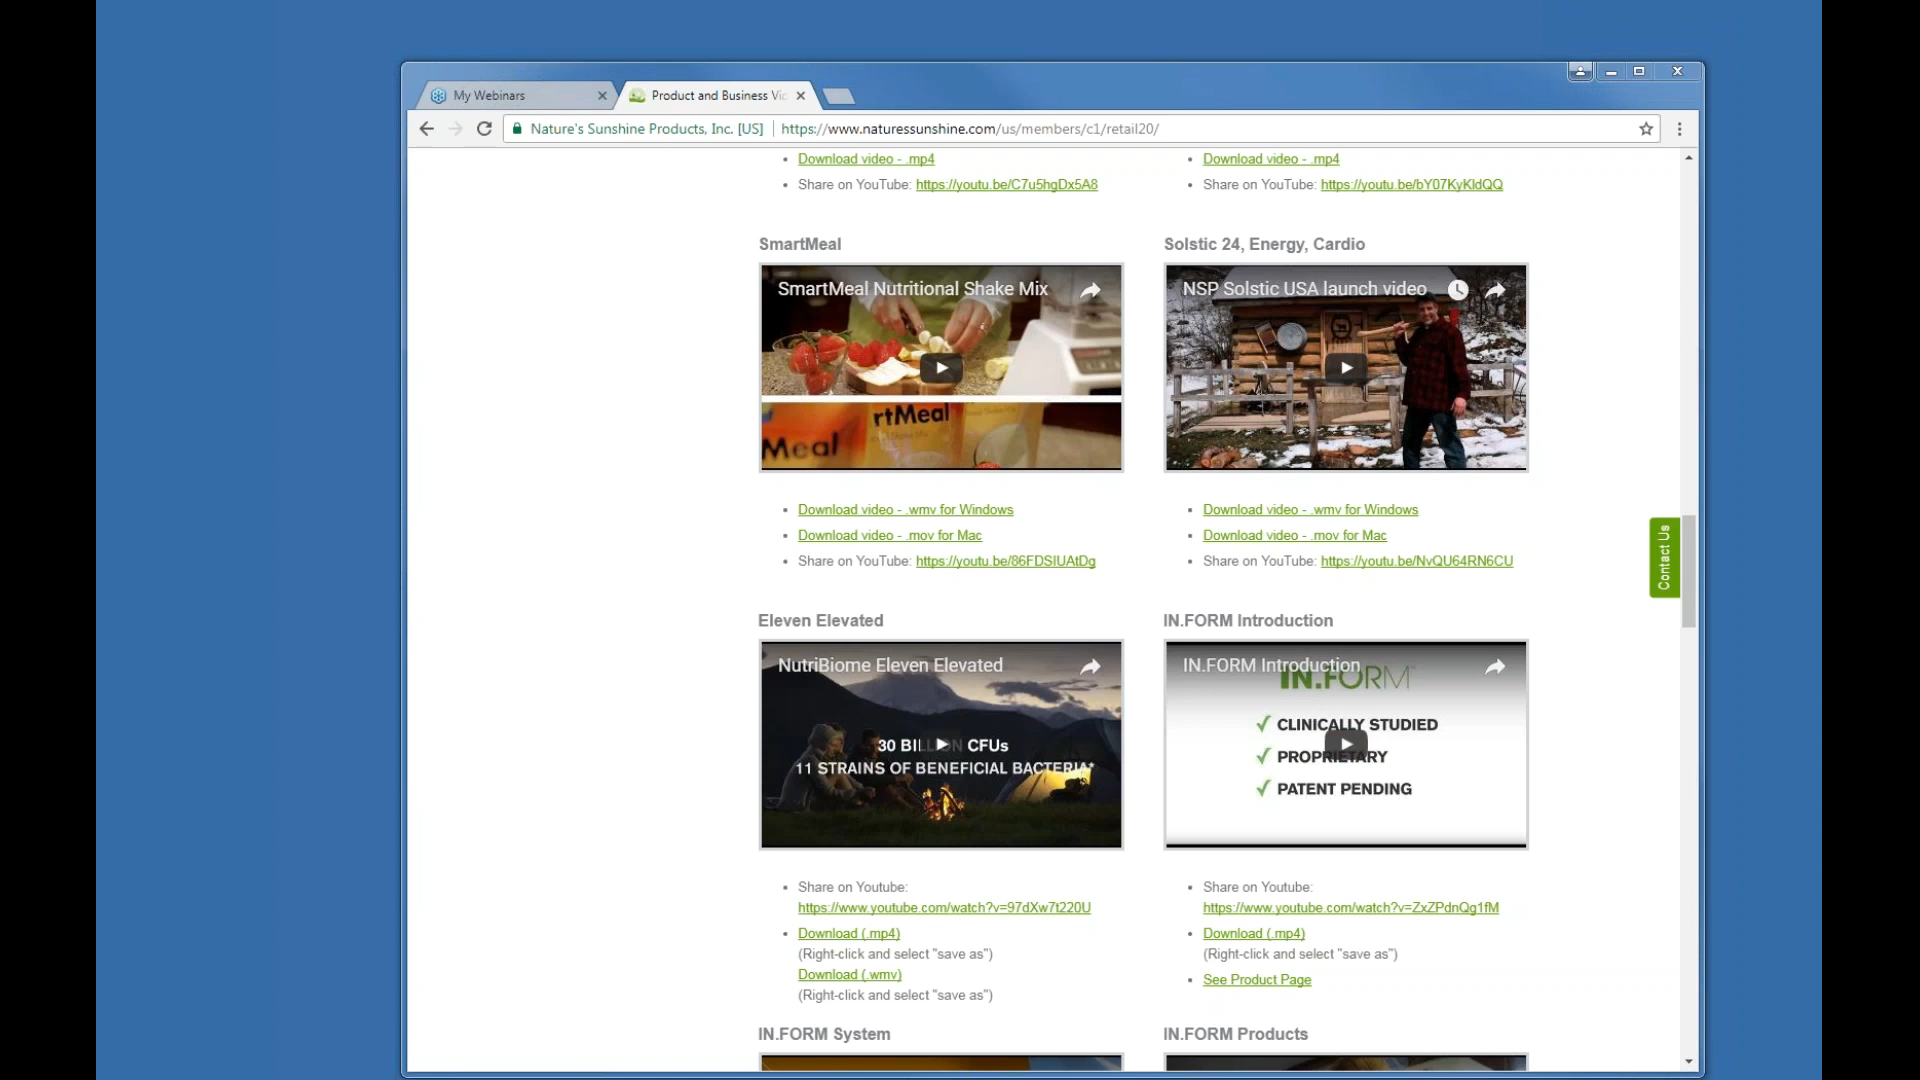 My Webinars
Product and Business Vi
Nature's Sunshine Products, Inc. [US]
https://www.naturessunshine.com/us/members/c1/retail20/
Download video - .mp4
Share on YouTube: https://youtu.be/C7u5hgDx5A8
Download video - .mp4
Share on YouTube: https://youtu.be/bY07KyKldQQ
SmartMeal
Solstic 24, Energy, Cardio
SmartMeal Nutritional Shake Mix
rtMeal
Meal
NSP Solstic USA launch video
Download video - .wmv for Windows
Download video - .mov for Mac
Share on YouTube: https://youtu.be/86FDSIUAtDg
Download video - .wmv for Windows
Download video - .mov for Mac
Share on YouTube: https://youtu.be/NvQU64RN6CU
Contact Us
Eleven Elevated
IN.FORM Introduction
NutriBiome Eleven Elevated
30 BILLION CFUs
11 STRAINS OF BENEFICIAL BACTERIA*
IN.FORM Introduction
IN.FORM
CLINICALLY STUDIED
PROPRIETARY
PATENT PENDING
Share on Youtube:
https://www.youtube.com/watch?v=97dXw7t220U
Download (.mp4)
(Right-click and select "save as")
Download (.wmv)
(Right-click and select "save as")
Share on Youtube:
https://www.youtube.com/watch?v=ZxZPdnQg1fM
Download (.mp4)
(Right-click and select "save as")
See Product Page
IN.FORM System
IN.FORM Products